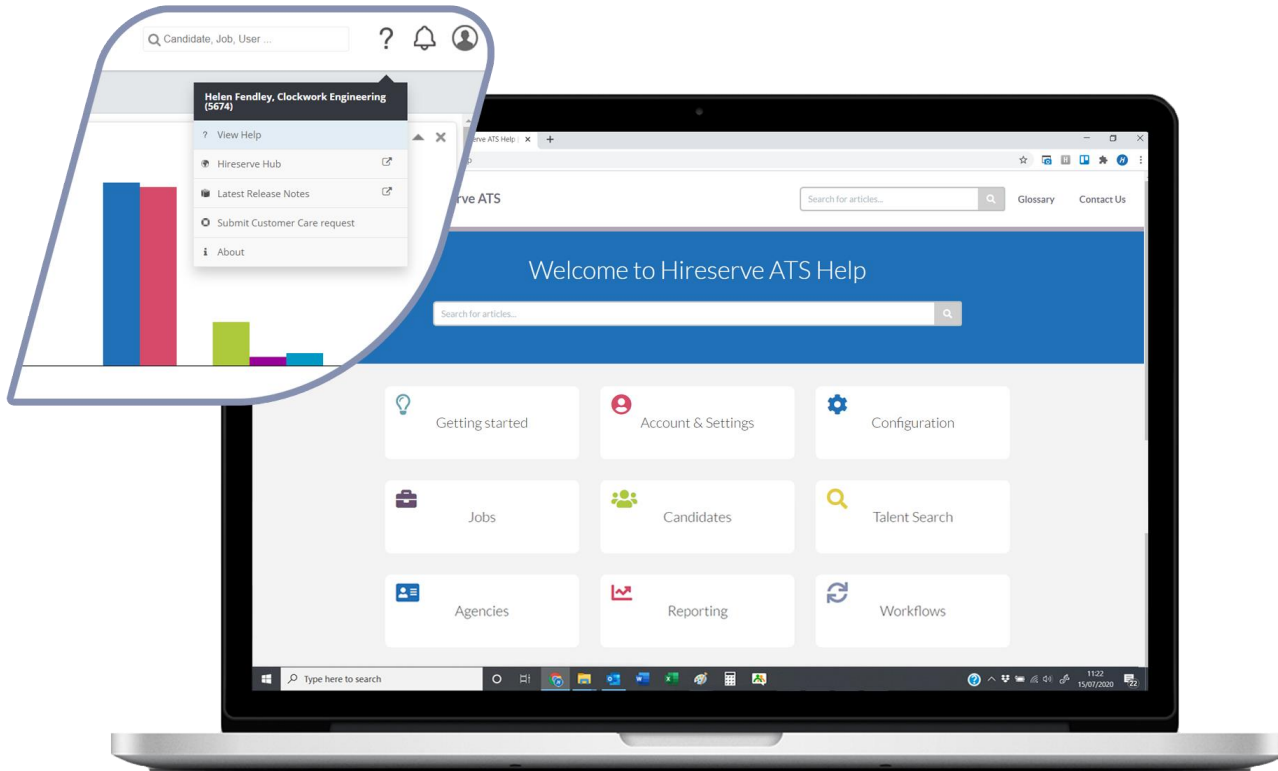 Candidate, Job, User ...
Helen Fendley, Clockwork Engineering
(5674)
? View Help
Hireserve Hub
Latest Release Notes
Submit Customer Care request
i About
erve ATS Help
rve ATS
Search for articles...
Glossary
Contact Us
Welcome to Hireserve ATS Help
Search for articles...
Getting started
Account & Settings
Configuration
Jobs
Candidates
Talent Search
Agencies
Reporting
Workflows
Type here to search
11:22
15/07/2020
22